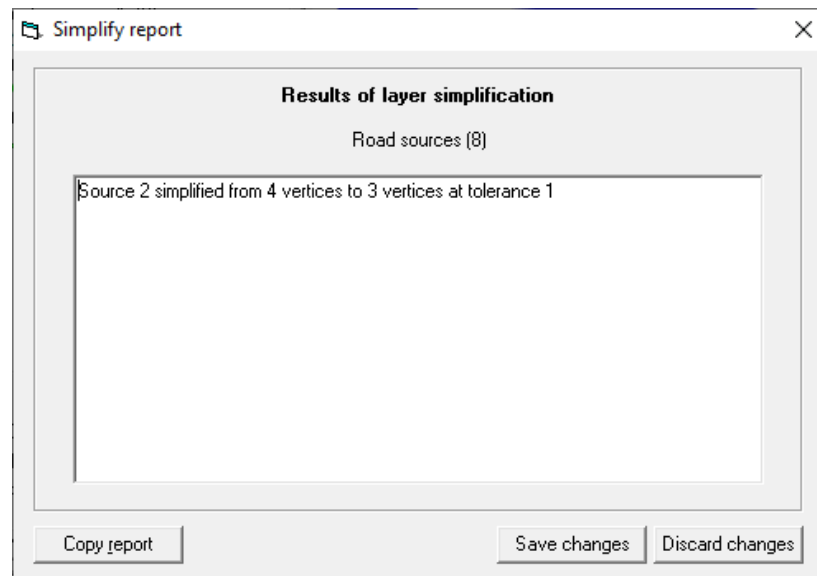 Simplify report
Results of layer simplification
Road sources (8)
Source 2 simplified from 4 vertices to 3 vertices at tolerance 1
Copy report
Save changes
Discard changes